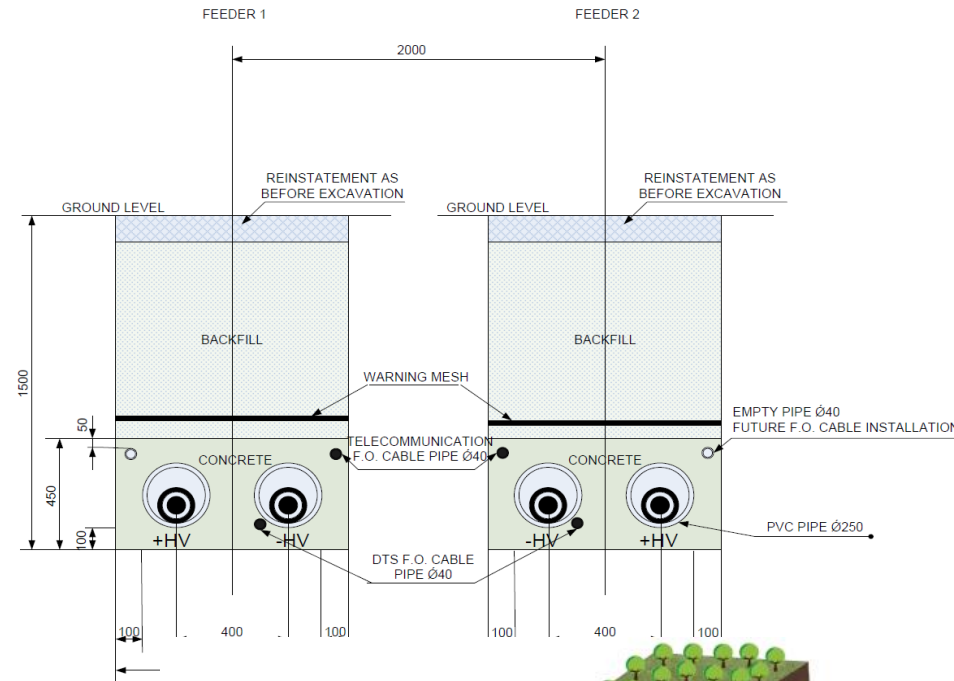 FEEDER 1
FEEDER 2
2000
REINSTATEMENT AS
BEFORE EXCAVATION
REINSTATEMENT AS
BEFORE EXCAVATION
GROUND LEVEL
GROUND LEVEL
BACKFILL
BACKFILL
1500
WARNING MESH
50
EMPTY PIPE Ø40
FUTURE F.O. CABLE INSTALLATION
TELECOMMUNICATION
F.O. CABLE PIPE Ø40
CONCRETE
CONCRETE
450
100
+HV
-HV
-HV
+HV
PVC PIPE Ø250
DTS F.O. CABLE
PIPE Ø40
100
400
100
100
400
100